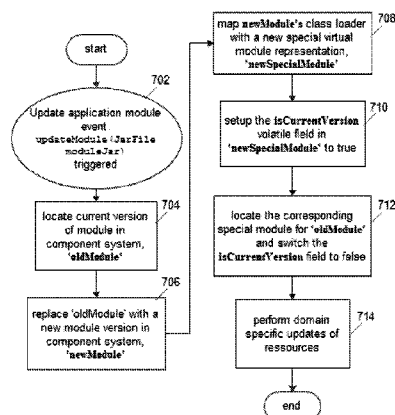 start
702
Update application module
event
updateModule(JarFile
moduleJar)
triggered
704
locate current version
of module in
component system,
'oldModule'
706
replace 'oldModule' with a
new module version in
component system,
'newModule'
708
map newModule's class loader
with a new special virtual
module representation,
'newSpecialModule'
710
setup the isCurrentVersion
volatile field in
'newSpecialModule' to true
712
locate the corresponding
special module for 'oldModule'
and switch the
isCurrentVersion field to false
714
perform domain
specific updates of
ressources
end